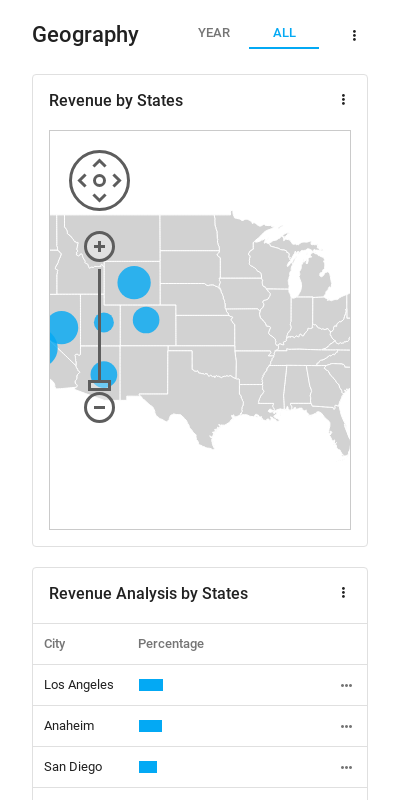 Geography
YEAR
ALL
Revenue by States
Revenue Analysis by States
City
Percentage
Los Angeles
Anaheim
San Diego